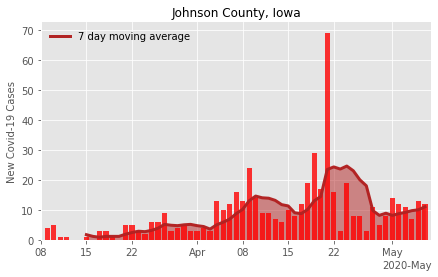 Johnson County, Iowa
7 day moving average
New Covid-19 Cases
70
60
50
40
30
20
10
0
08 15 22 Apr 08 15 22 May
2020-May